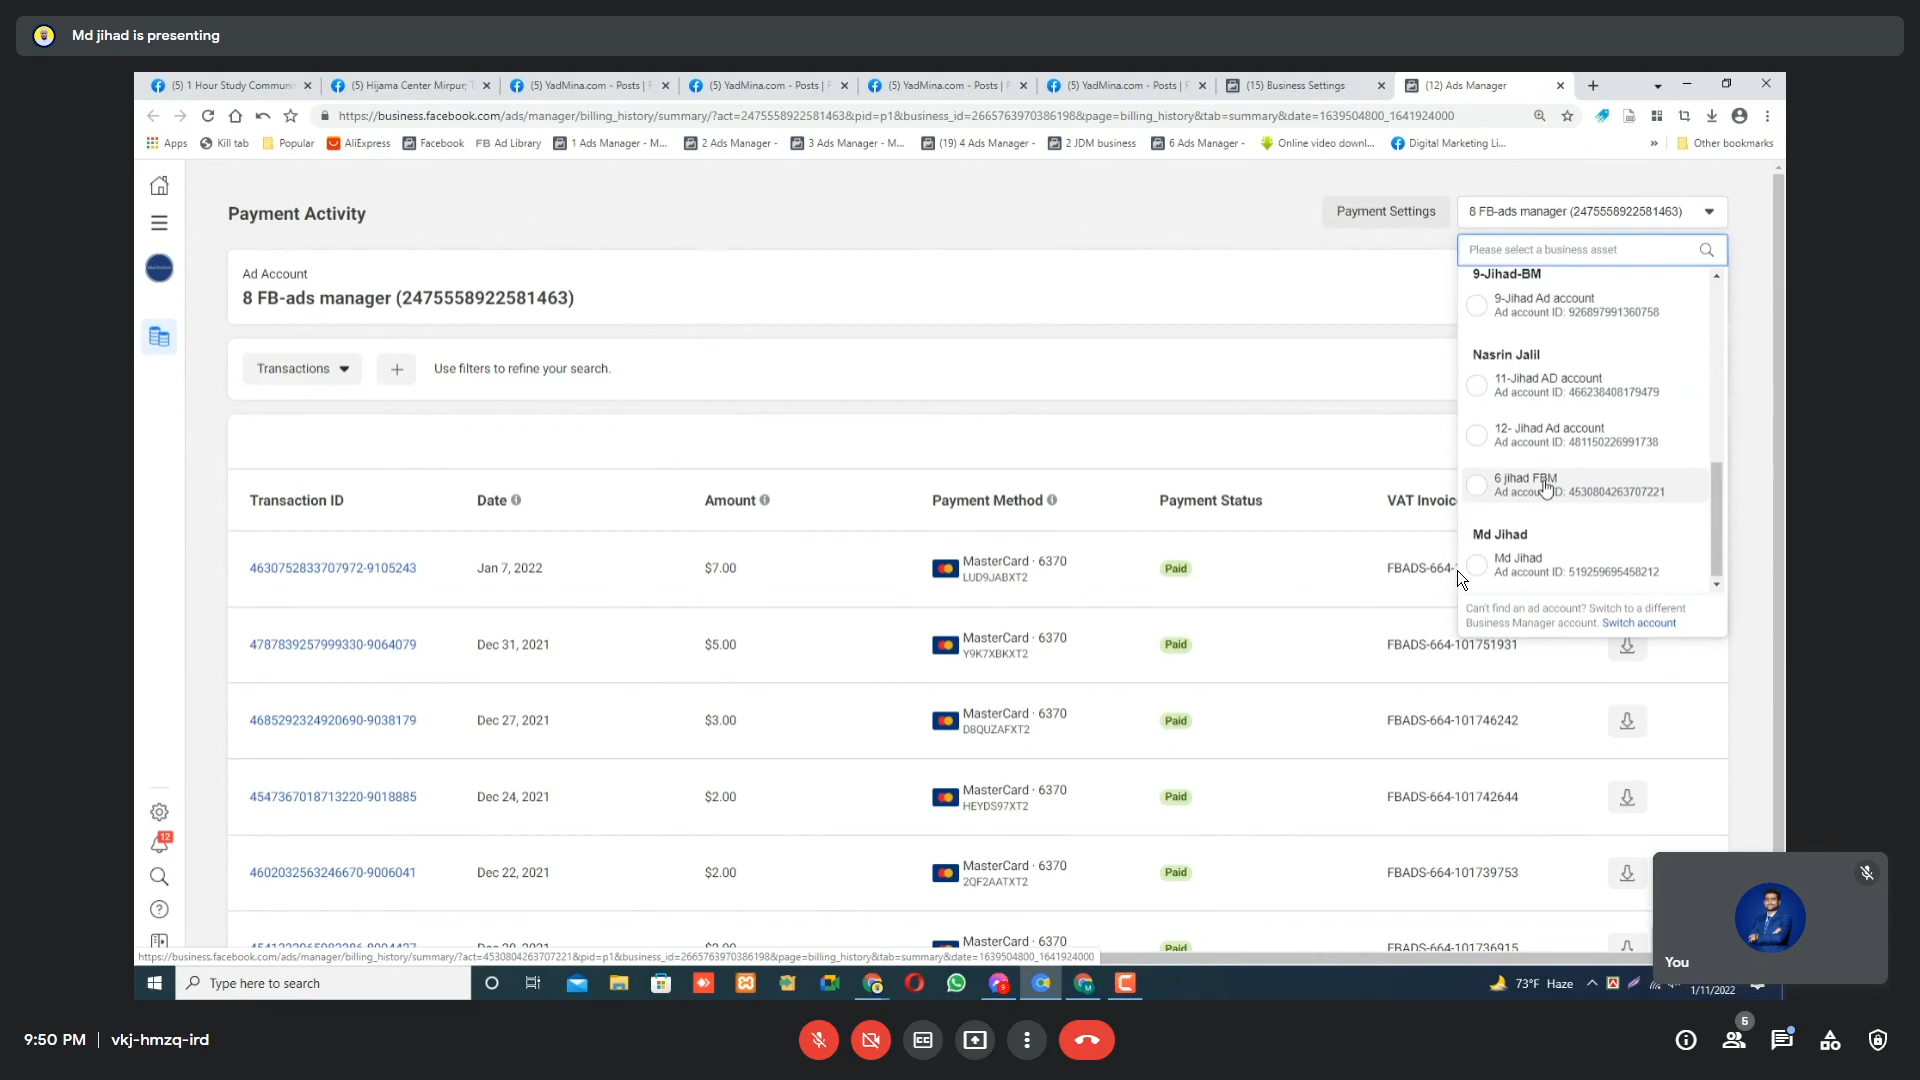 Md jihad is presenting
(5) 1 Hour Study Communi
(5) Hijama Center Mirpur;
(5) YadMina.com - Posts |
(5) YadMina.com - Posts |
(5) YadMina.com - Posts |
(5) YadMina.com - Posts |
(15) Business Settings
(12) Ads Manager
https://business.facebook.com/ads/manager/billing_history/summary/?act=2475558922581463&pid=p1&business_id=2665763970386198&page=billing_history&tab=summary&date=1639504800_1641924000
Apps
Kill tab
Popular
AliExpress
Facebook
FB Ad Library
1 Ads Manager - M...
2 Ads Manager -
3 Ads Manager - M...
(19) 4 Ads Manager -
2 JDM business
6 Ads Manager -
Online video downl...
Digital Marketing Li...
»
Other bookmarks
Payment Activity
Payment Settings
8 FB-ads manager (2475558922581463)
Please select a business asset
Ad Account
8 FB-ads manager (2475558922581463)
9-Jihad-BM
9-Jihad Ad account
Ad account ID: 926897991360758
Nasrin Jalil
11-Jihad AD account
Ad account ID: 466238408179479
12- Jihad Ad account
Ad account ID: 481150226991738
6 jihad FBM
Ad account ID: 4530804263707221
Md Jihad
Md Jihad
Ad account ID: 519259695458212
Can't find an ad account? Switch to a different
Business Manager account. Switch account
Transactions
Use filters to refine your search.
Transaction ID
Date
Amount
Payment Method
Payment Status
VAT Invoic
4630752833707972-9105243
Jan 7, 2022
$7.00
MasterCard · 6370
LUD9JABXT2
Paid
FBADS-664-
4787839257999330-9064079
Dec 31, 2021
$5.00
MasterCard · 6370
Y9K7XBKXT2
Paid
FBADS-664-101751931
4685292324920690-9038179
Dec 27, 2021
$3.00
MasterCard · 6370
D8QUZAFXT2
Paid
FBADS-664-101746242
4547367018713220-9018885
Dec 24, 2021
$2.00
MasterCard · 6370
HEYDS97XT2
Paid
FBADS-664-101742644
4602032563246670-9006041
Dec 22, 2021
$2.00
MasterCard · 6370
2QF2AATXT2
Paid
FBADS-664-101739753
$2.00
MasterCard · 6370
Paid
FBADS-664-101736915
12
https://business.facebook.com/ads/manager/billing_history/summary/?act=4530804263707221&pid=p1&business_id=2665763970386198&page=billing_history&tab=summary&date=1639504800_1641924000
Type here to search
73°F Haze
1/11/2022
You
9:50 PM | vkj-hmzq-ird
5